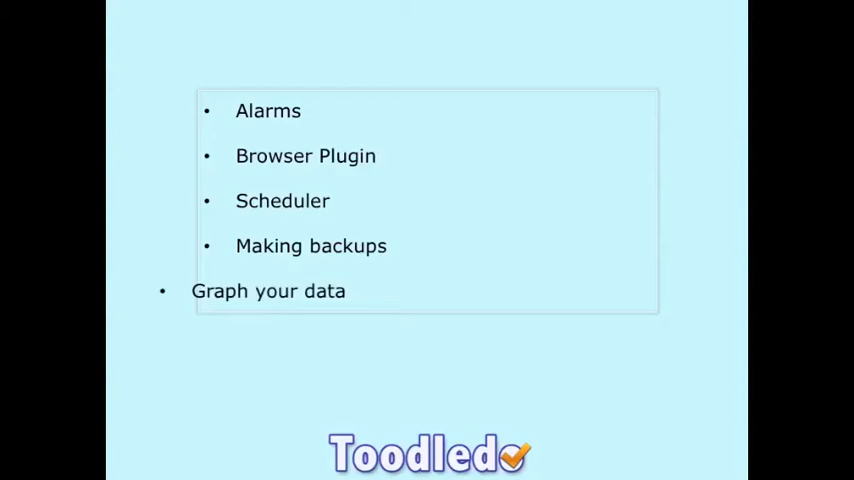 • Alarms
• Browser Plugin
• Scheduler
• Making backups
• Graph your data
Toodledo